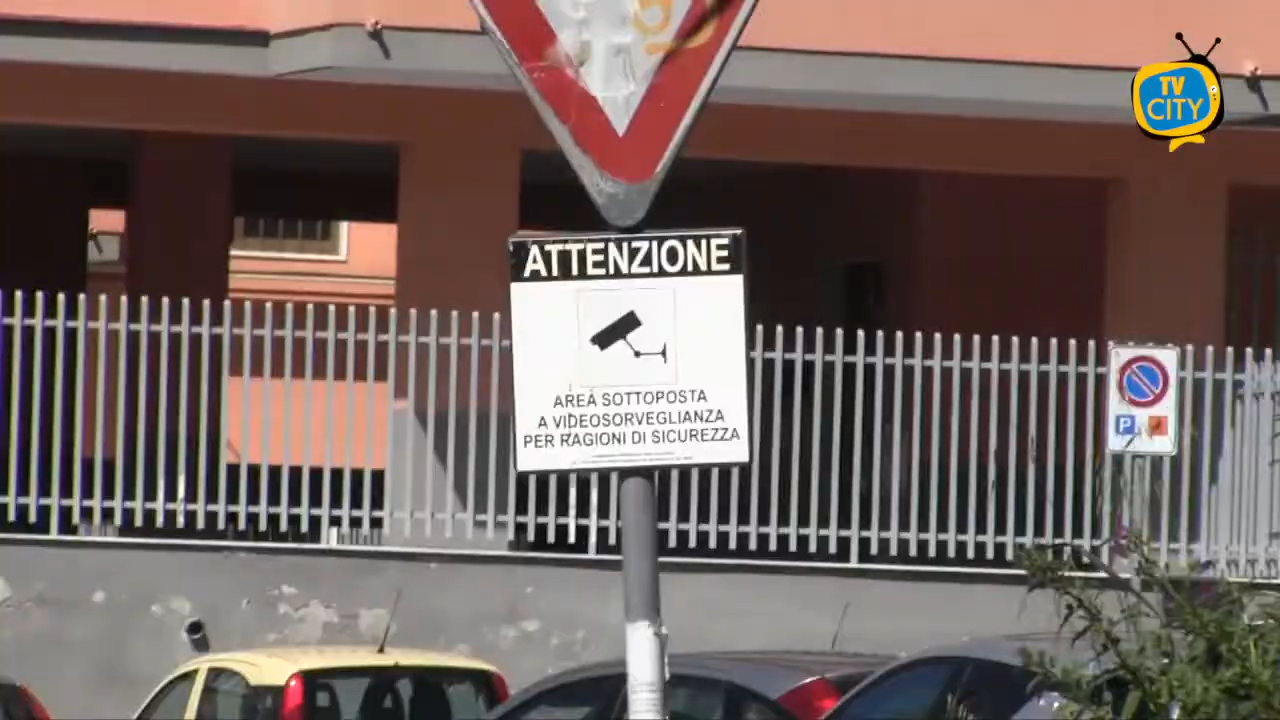 TV
CITY
ATTENZIONE
AREA SOTTOPOSTA
A VIDEOSORVEGLIANZA
PER RAGIONI DI SICUREZZA
P